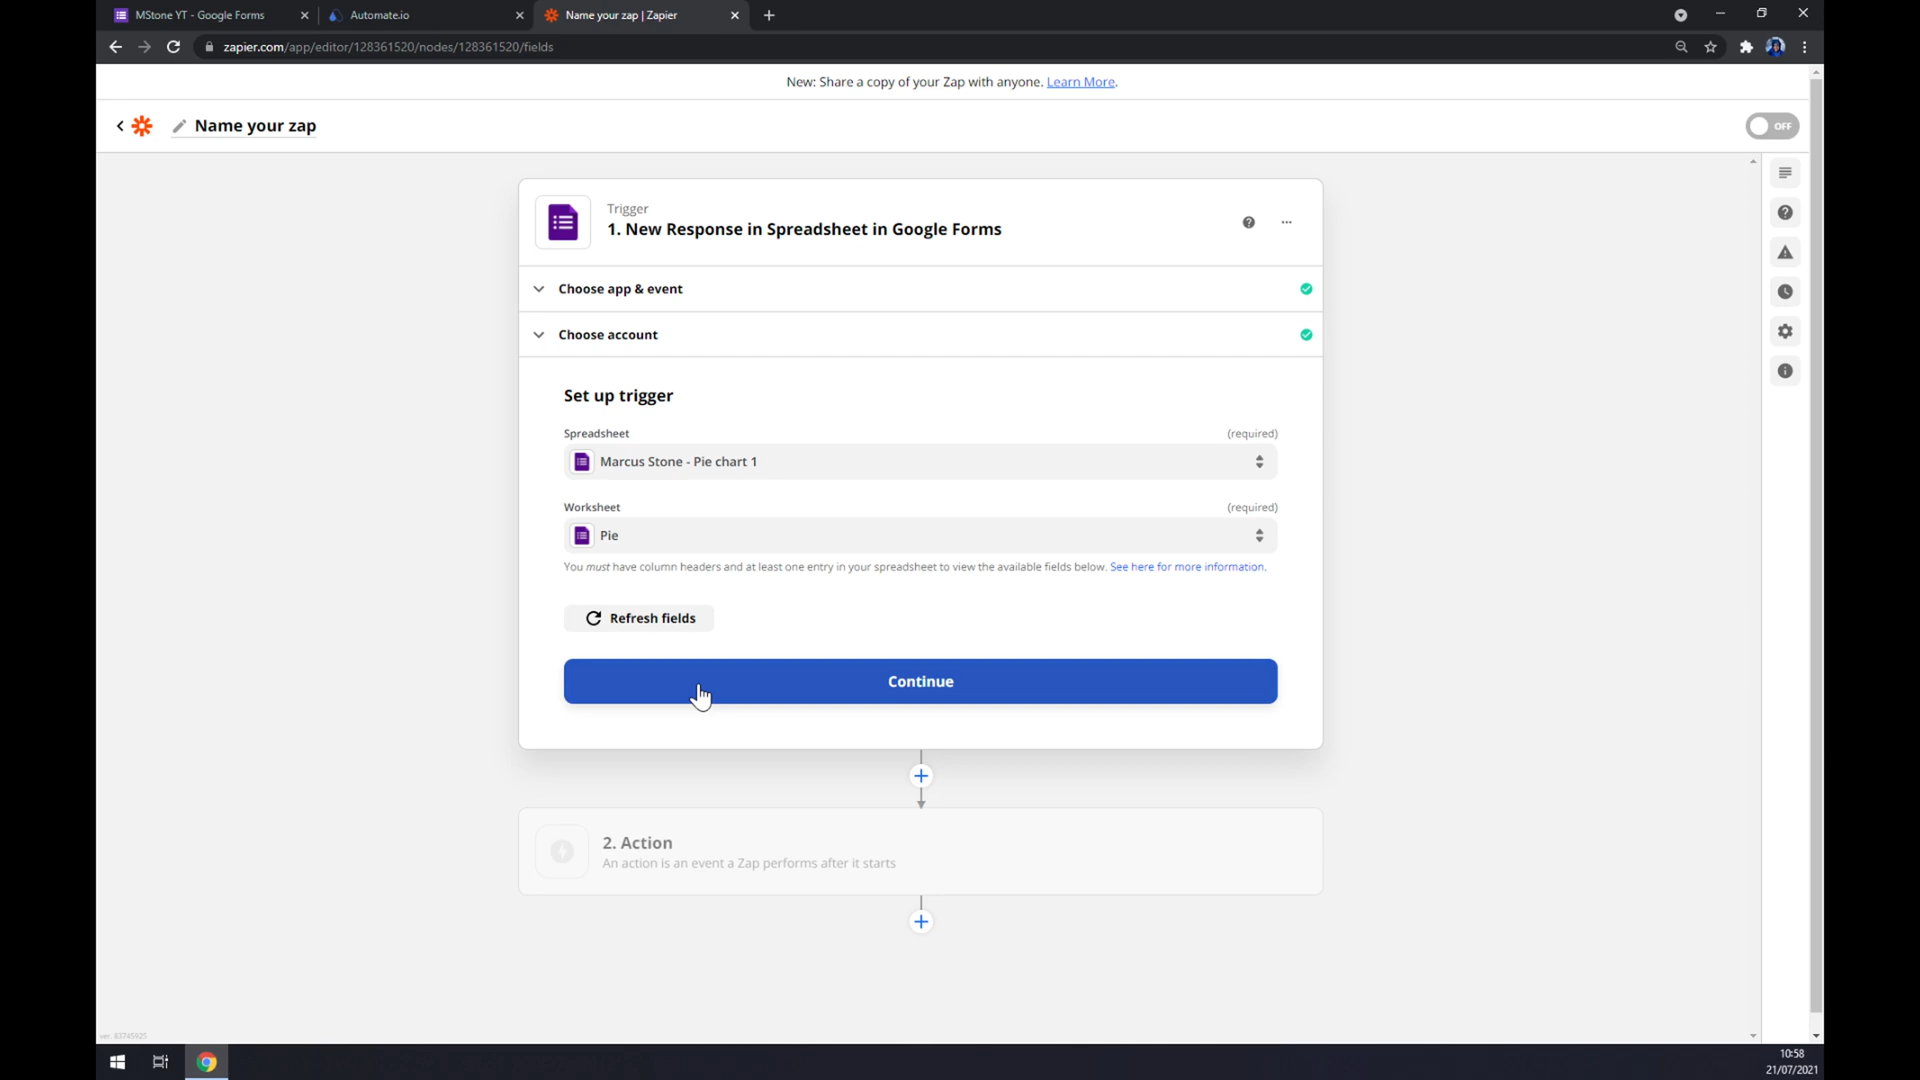 MStone YT - Google Forms
Automate.io
Name your zap | Zapier
zapier.com/app/editor/128361520/nodes/128361520/fields
New: Share a copy of your Zap with anyone. Learn More.
Name your zap
OFF
Trigger
1. New Response in Spreadsheet in Google Forms
Choose app & event
Choose account
Set up trigger
Spreadsheet (required)
Marcus Stone - Pie chart 1
Worksheet (required)
Pie
You must have column headers and at least one entry in your spreadsheet to view the available fields below. See here for more information.
Refresh fields
Continue
2. Action
An action is an event a Zap performs after it starts
ver. 83745925
10:58
21/07/2021